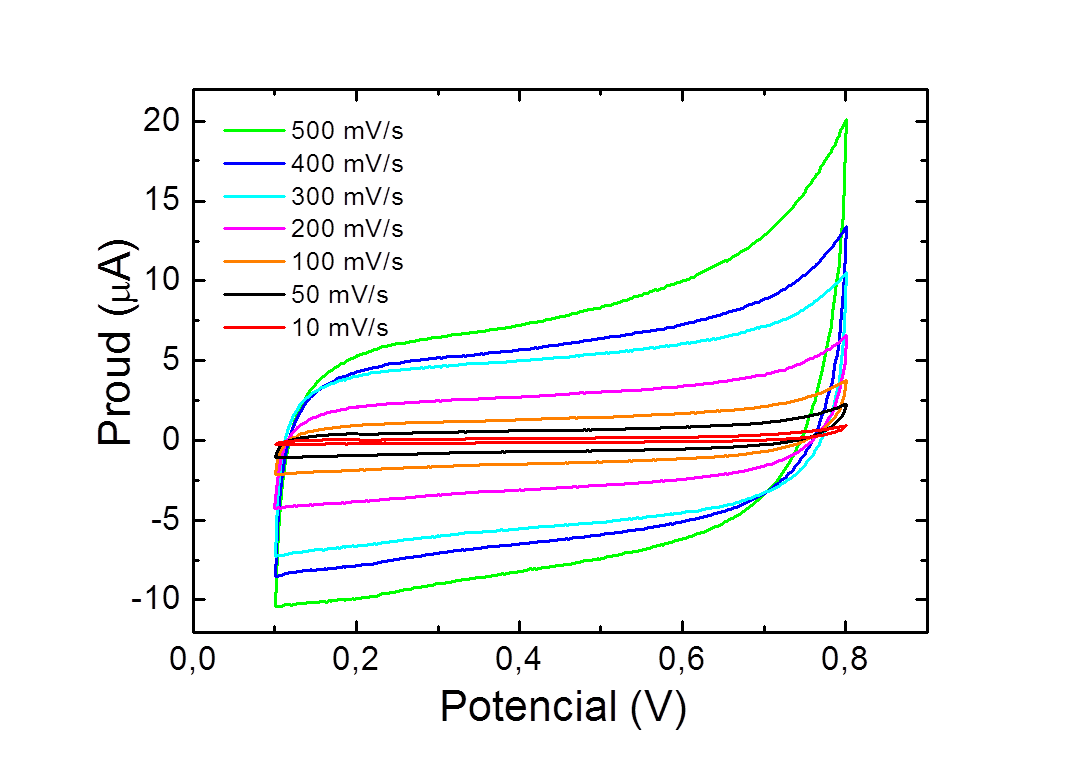 20
15
10
5
0
-5
-10
Proud (μA)
500 mV/s
400 mV/s
300 mV/s
200 mV/s
100 mV/s
50 mV/s
10 mV/s
0,0 0,2 0,4 0,6 0,8
Potencial (V)